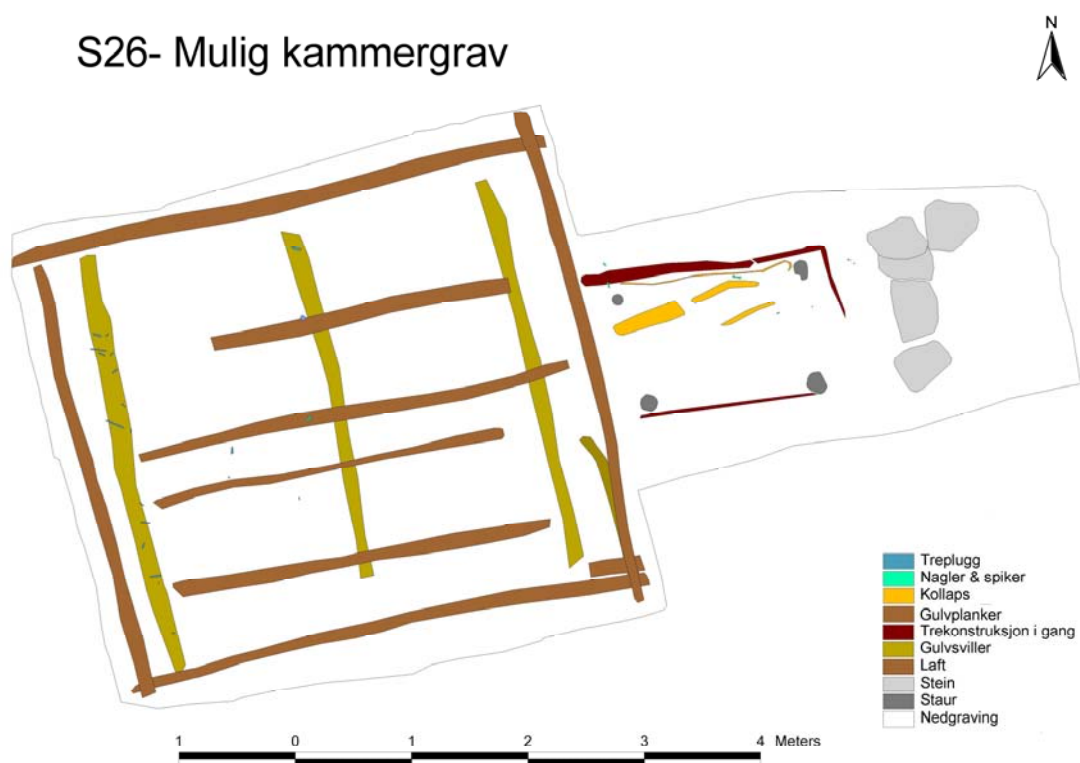 S26- Mulig kammergrav
N
Treplugg
Nagler & spiker
Kollaps
Gulvplanker
Trekonstruksjon i gang
Gulvsviller
Laft
Stein
Staur
Nedgraving
1 0 1 2 3 4 Meters